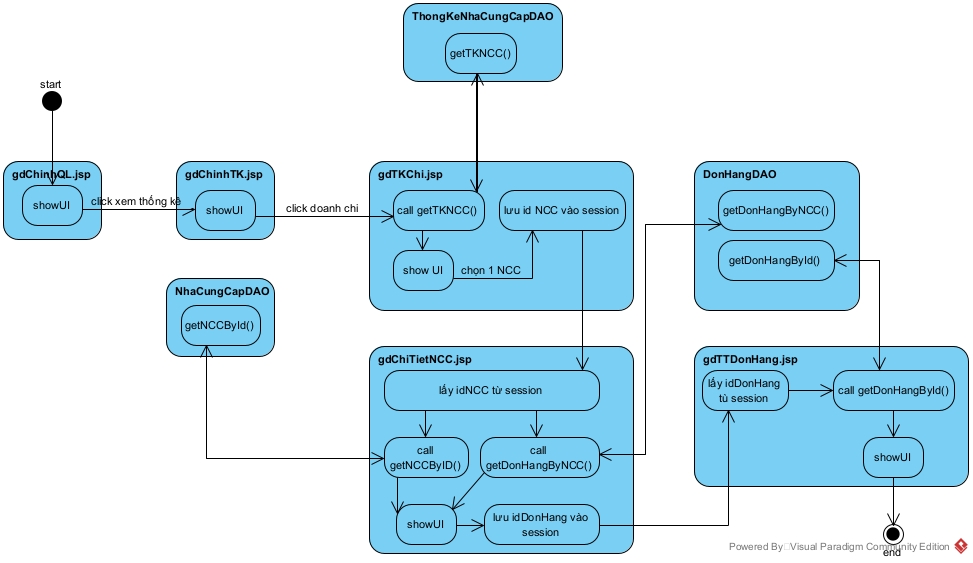 ThongKeNhaCungCapDAO
getTKNCC()
start
gdChinhQL.jsp
showUI
click xem thống kê
gdChinhTK.jsp
showUI
click doanh chi
gdTKChi.jsp
call getTKNCC()
lưu id NCC vào session
show UI
chọn 1 NCC
DonHangDAO
getDonHangByNCC()
getDonHangById()
NhaCungCapDAO
getNCCById()
gdChiTietNCC.jsp
lấy idNCC từ session
call
getNCCByID()
call
getDonHangByNCC()
showUI
lưu idDonHang vào
session
gdTTDonHang.jsp
lấy idDonHang
tù session
call getDonHangById()
showUI
end
Powered By Visual Paradigm Community Edition